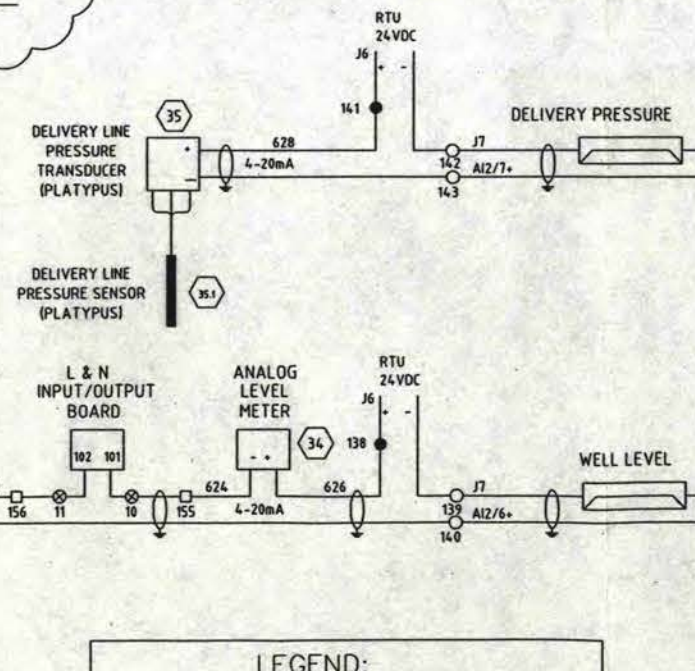 RTU
24VDC
J6
+ -
141
35
DELIVERY LINE
PRESSURE
TRANSDUCER
(PLATYPUS)
+
-
628
4-20mA
J7
142
AI2/7+
143
DELIVERY PRESSURE
DELIVERY LINE
PRESSURE SENSOR
(PLATYPUS)
35.1
L & N
INPUT/OUTPUT
BOARD
102 101
ANALOG
LEVEL
METER
- +
34
RTU
24VDC
J6
+ -
138
WELL LEVEL
156
11
10
155
624
4-20mA
626
J7
139
AI2/6+
140
LEGEND: